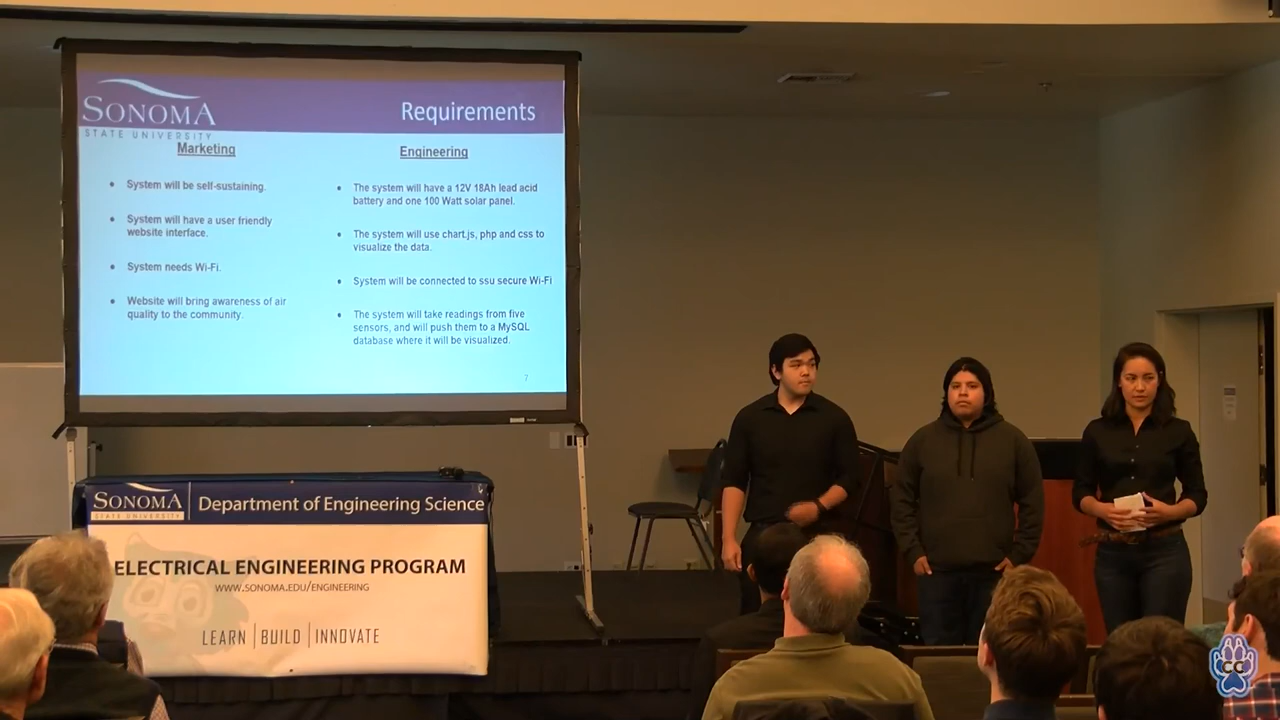 SONOMA
STATE UNIVERSITY
Requirements
Marketing
• System will be self-sustaining.
• System will have a user friendly
website interface.
• System needs Wi-Fi.
• Website will bring awareness of air
quality to the community.
Engineering
• The system will have a 12V 18Ah lead acid
battery and one 100 Watt solar panel.
• The system will use chart.js, php and css to
visualize the data.
• System will be connected to ssu secure Wi-Fi
• The system will take readings from five
sensors, and will push them to a MySQL
database where it will be visualized.
7
SONOMA
STATE UNIVERSITY
Department of Engineering Science
ELECTRICAL ENGINEERING PROGRAM
WWW.SONOMA.EDU/ENGINEERING
LEARN | BUILD | INNOVATE
CC